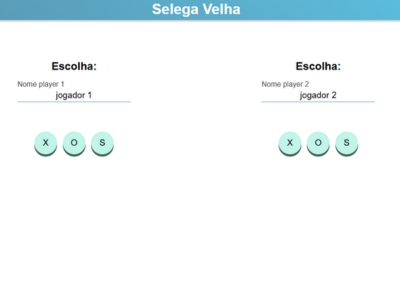 Selega Velha
Escolha:
Nome player 1
jogador 1
X O S
Escolha:
Nome player 2
jogador 2
X O S